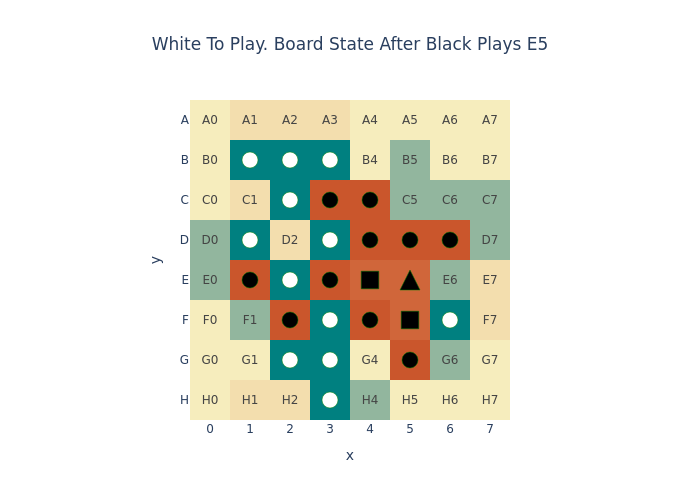 White To Play. Board State After Black Plays E5
A A0 A1 A2 A3 A4 A5 A6 A7
B B0 B4 B5 B6 B7
C C0 C1 C5 C6 C7
D D0 D2 D7
y
E E0 E6 E7
F F0 F1 F7
G G0 G1 G4 G6 G7
H H0 H1 H2 H4 H5 H6 H7
0 1 2 3 4 5 6 7
x